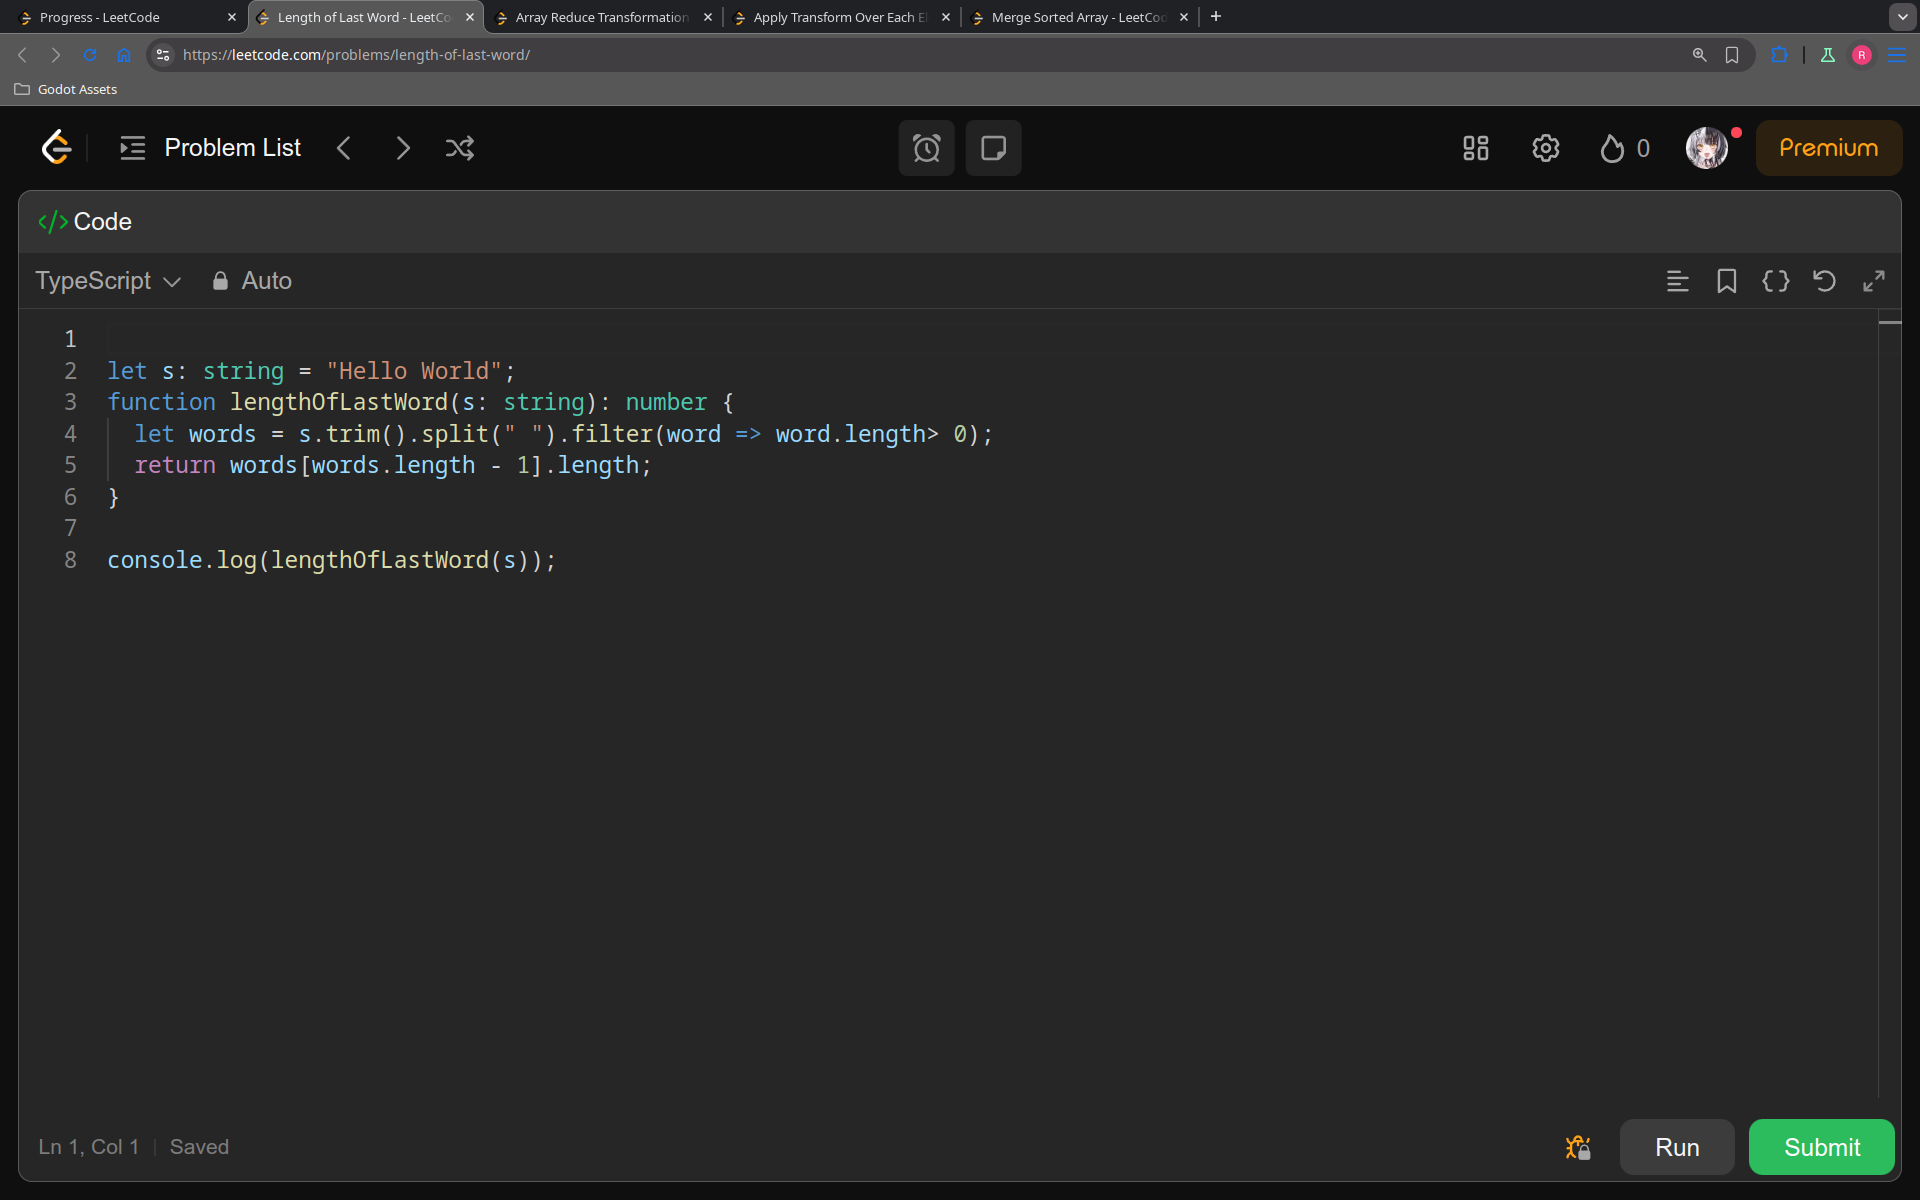 Progress - LeetCode
Length of Last Word - LeetCo
Array Reduce Transformation
Apply Transform Over Each El
Merge Sorted Array - LeetCod
https://leetcode.com/problems/length-of-last-word/
R
Godot Assets
Problem List
0
Premium
</> Code
TypeScript
Auto
1
2 let s: string = "Hello World";
3 function lengthOfLastWord(s: string): number {
4 let words = s.trim().split(" ").filter(word => word.length> 0);
5 return words[words.length - 1].length;
6 }
7
8 console.log(lengthOfLastWord(s));
Ln 1, Col 1
Saved
Run
Submit